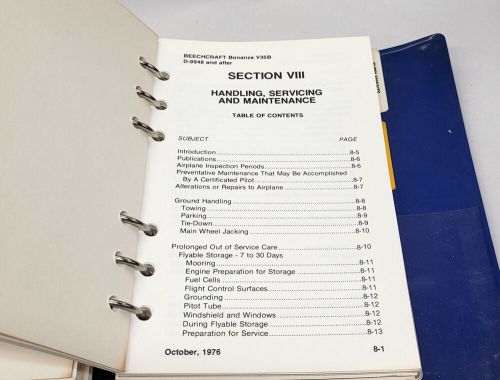 BEECHCRAFT Bonanza V35B
D-9948 and after
SECTION VIII
HANDLING, SERVICING
AND MAINTENANCE
TABLE OF CONTENTS
SUBJECT PAGE
Introduction 8-5
Publications 8-6
Airplane Inspection Periods 8-6
Preventative Maintenance That May Be Accomplished
By A Certificated Pilot 8-7
Alterations or Repairs to Airplane 8-7
Ground Handling 8-8
Towing 8-8
Parking 8-9
Tie-Down 8-9
Main Wheel Jacking 8-10
Prolonged Out of Service Care 8-10
Flyable Storage - 7 to 30 Days
Mooring 8-11
Engine Preparation for Storage 8-11
Fuel Cells 8-11
Flight Control Surfaces 8-11
Grounding 8-12
Pitot Tube 8-12
Windshield and Windows 8-12
During Flyable Storage 8-12
Preparation for Service 8-13
October, 1976 8-1